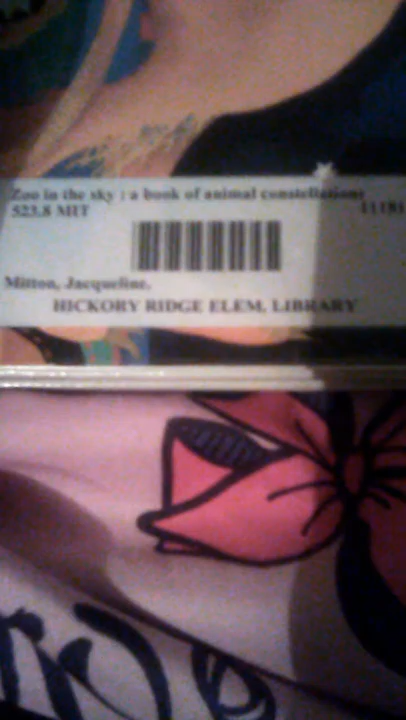 Zoo in the sky : a book of animal constellations
523.8 MIT
Mitton, Jacqueline.
HICKORY RIDGE ELEM. LIBRARY